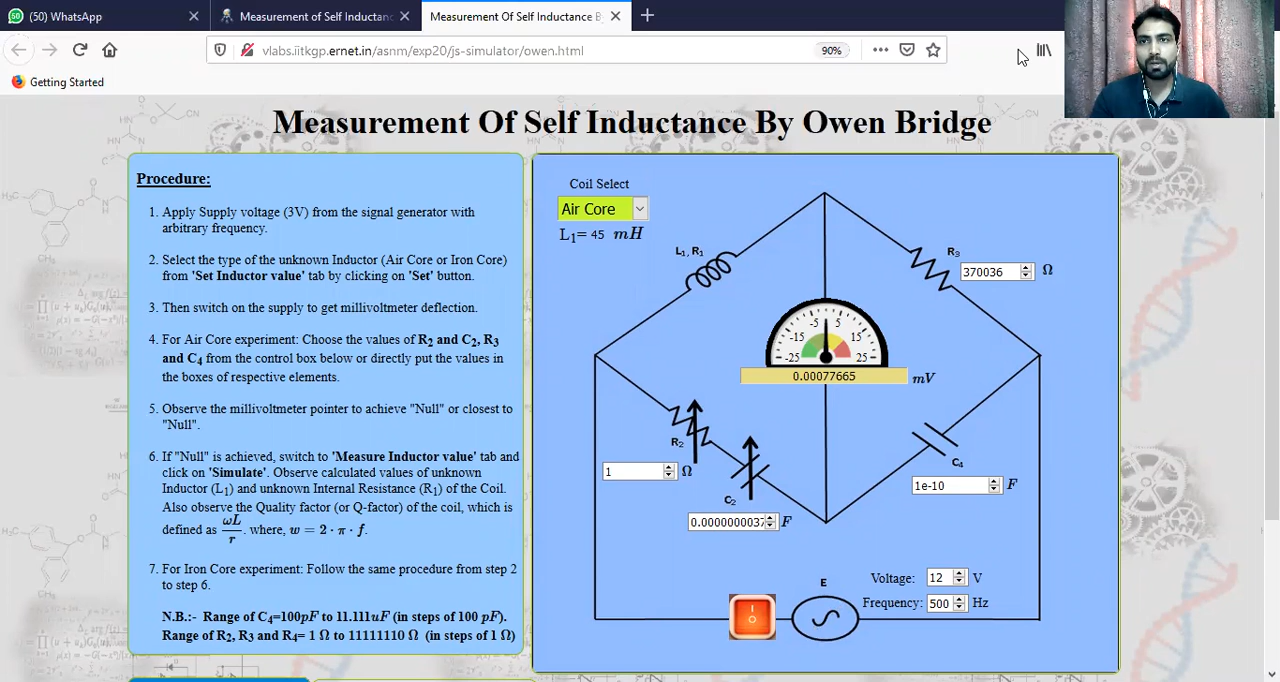 (50) WhatsApp
Measurement of Self Inductanc
Measurement Of Self Inductance B
vlabs.iitkgp.ernet.in/asnm/exp20/js-simulator/owen.html
90%
Getting Started
Measurement Of Self Inductance By Owen Bridge
Procedure:
1. Apply Supply voltage (3V) from the signal generator with
arbitrary frequency.
2. Select the type of the unknown Inductor (Air Core or Iron Core)
from 'Set Inductor value' tab by clicking on 'Set' button.
3. Then switch on the supply to get millivoltmeter deflection.
4. For Air Core experiment: Choose the values of R2 and C2, R3
and C4 from the control box below or directly put the values in
the boxes of respective elements.
5. Observe the millivoltmeter pointer to achieve "Null" or closest to
"Null".
6. If "Null" is achieved, switch to 'Measure Inductor value' tab and
click on 'Simulate'. Observe calculated values of unknown
Inductor (L1) and unknown Internal Resistance (R1) of the Coil.
Also observe the Quality factor (or Q-factor) of the coil, which is
defined as ωL/r. where, w = 2 · π · f.
7. For Iron Core experiment: Follow the same procedure from step 2
to step 6.
N.B.:- Range of C4=100pF to 11.111uF (in steps of 100 pF).
Range of R2, R3 and R4= 1 Ω to 11111110 Ω (in steps of 1 Ω)
Coil Select
Air Core
L1= 45 mH
L1, R1
R3
370036 Ω
-5 5
-15 15
-25 25
0.00077665 mV
R2
1 Ω
C2
0.0000000037 F
C4
1e-10 F
E
Voltage: 12 V
Frequency: 500 Hz